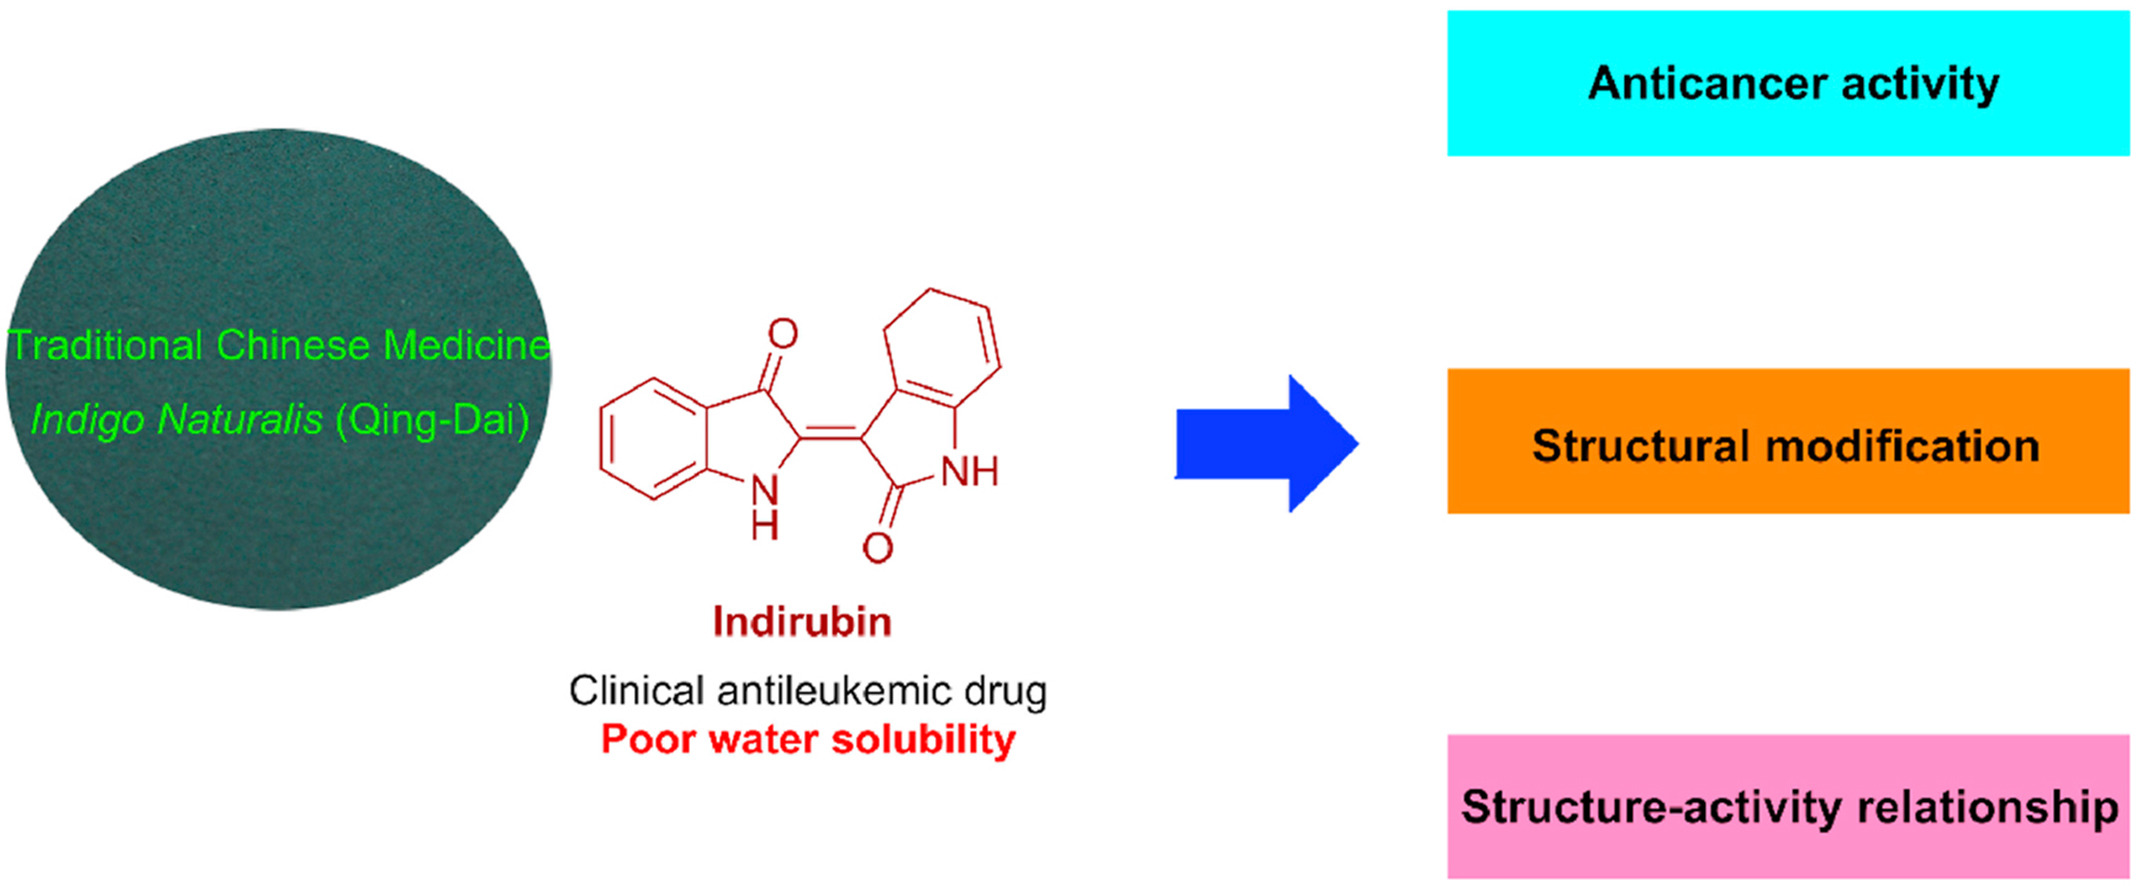 Traditional Chinese Medicine
Indigo Naturalis (Qing-Dai)
O
N
H
NH
O
Indirubin
Clinical antileukemic drug
Poor water solubility
Anticancer activity
Structural modification
Structure-activity relationship